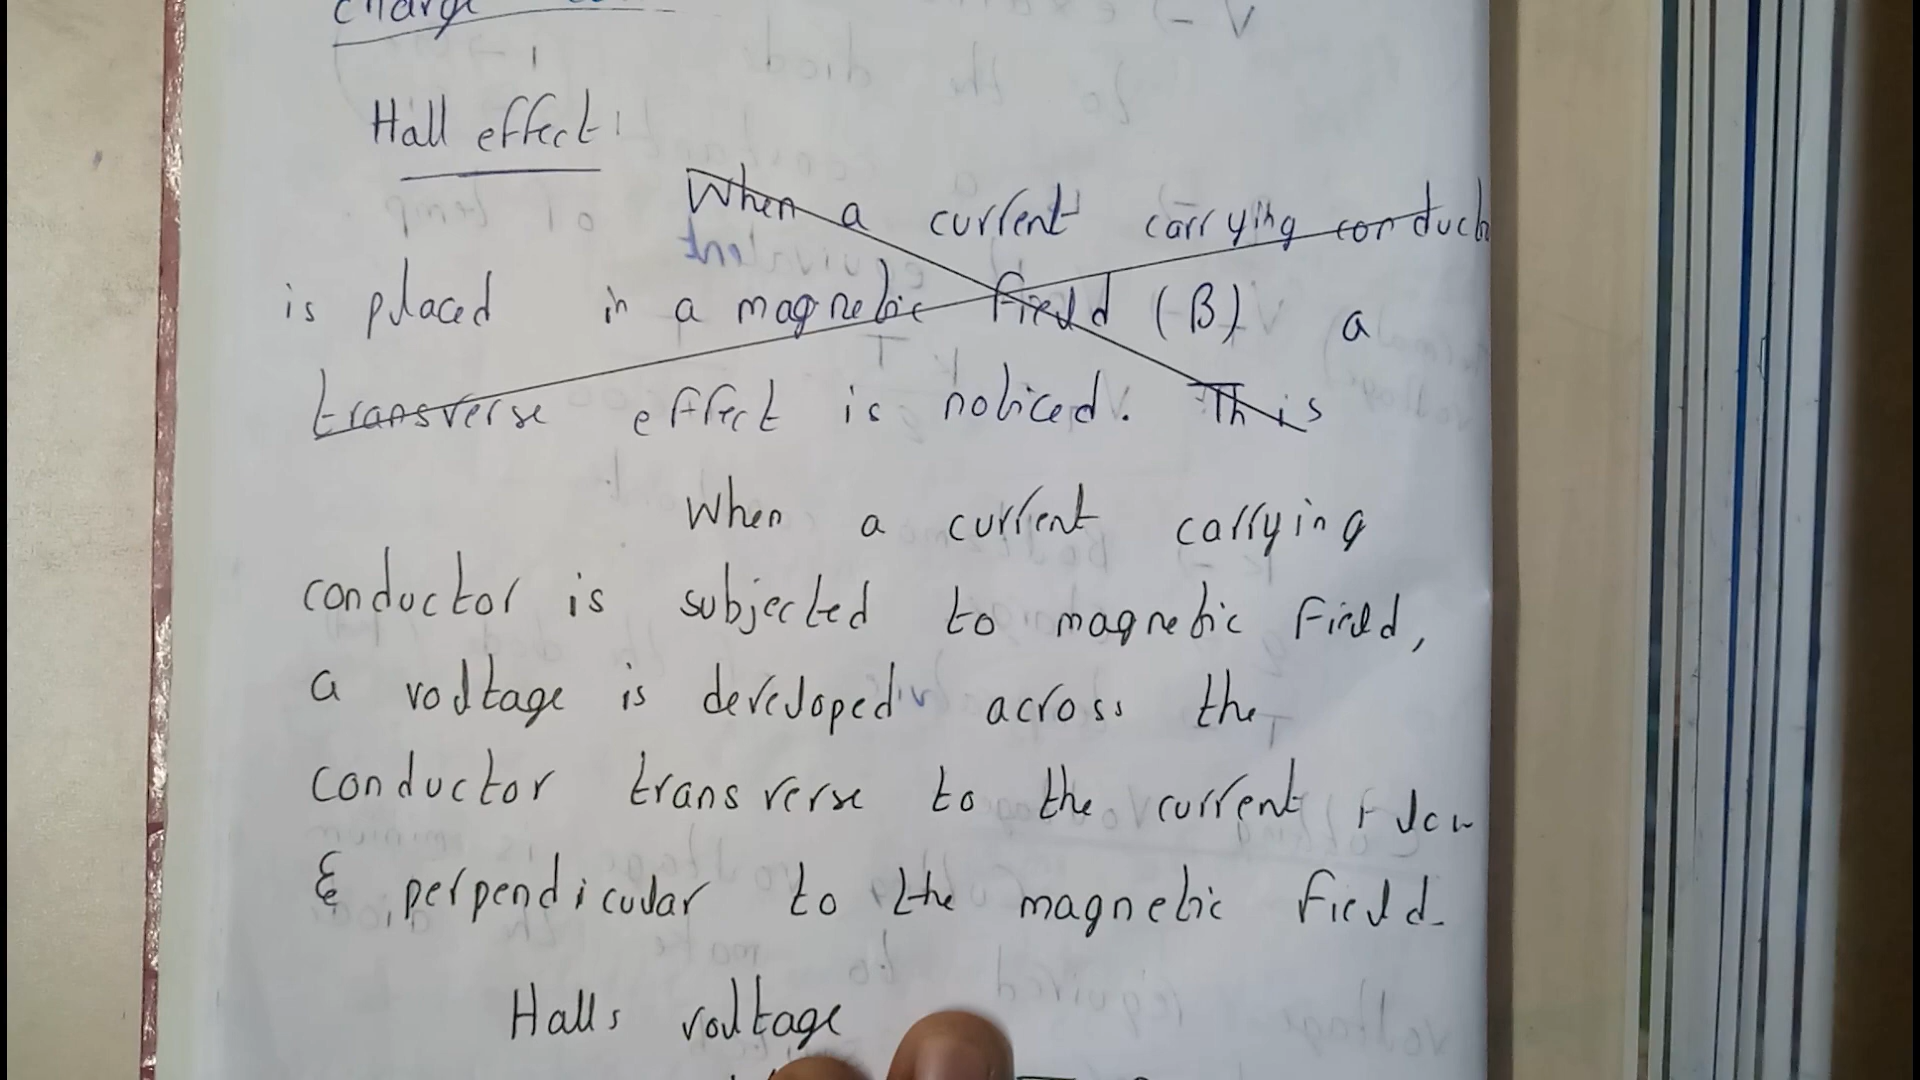 charge
Hall effect:
When a current carrying conduct
is placed in a magnetic field (B) a
transverse effect is noticed. This
When a current carrying
conductor is subjected to magnetic field,
a voltage is developed across the
conductor transverse to the current flow
& perpendicular to the magnetic field.
Halls voltage